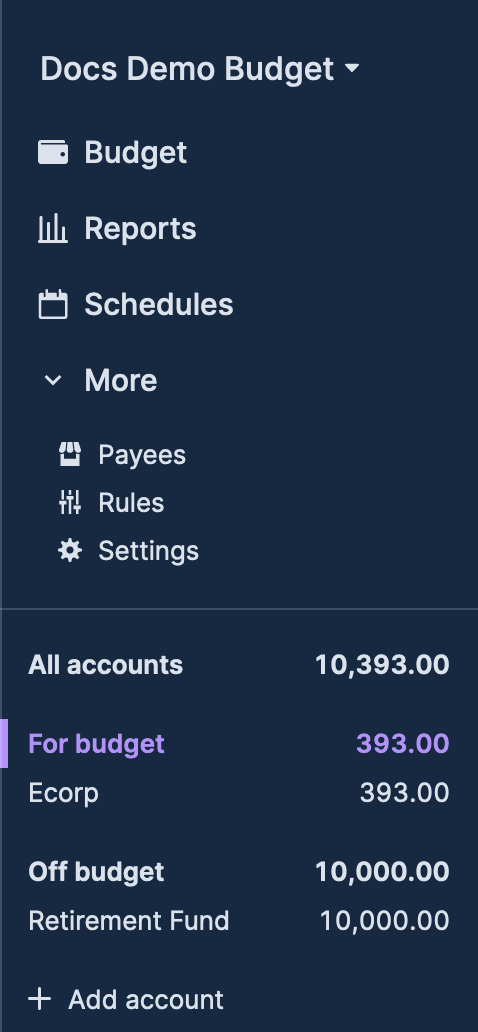 Docs Demo Budget
Budget
Reports
Schedules
More
Payees
Rules
Settings
All accounts 10,393.00
For budget 393.00
Ecorp 393.00
Off budget 10,000.00
Retirement Fund 10,000.00
+ Add account